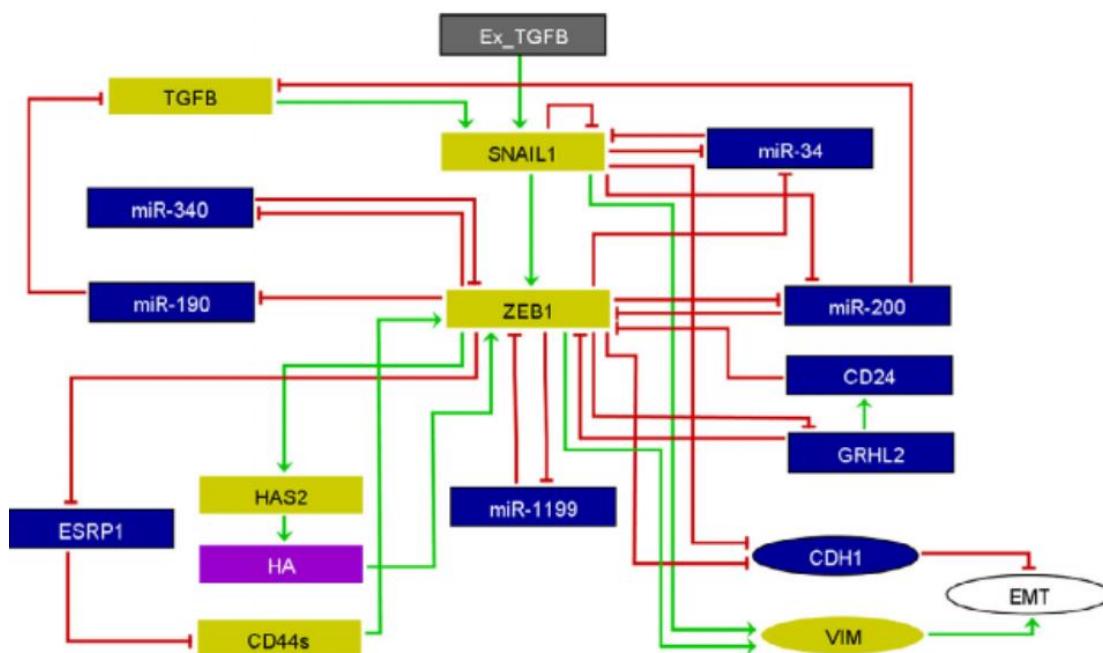 Ex_TGFB
TGFB
SNAIL1
miR-34
miR-340
miR-190
ZEB1
miR-200
CD24
GRHL2
HAS2
miR-1199
ESRP1
HA
CDH1
EMT
CD44s
VIM